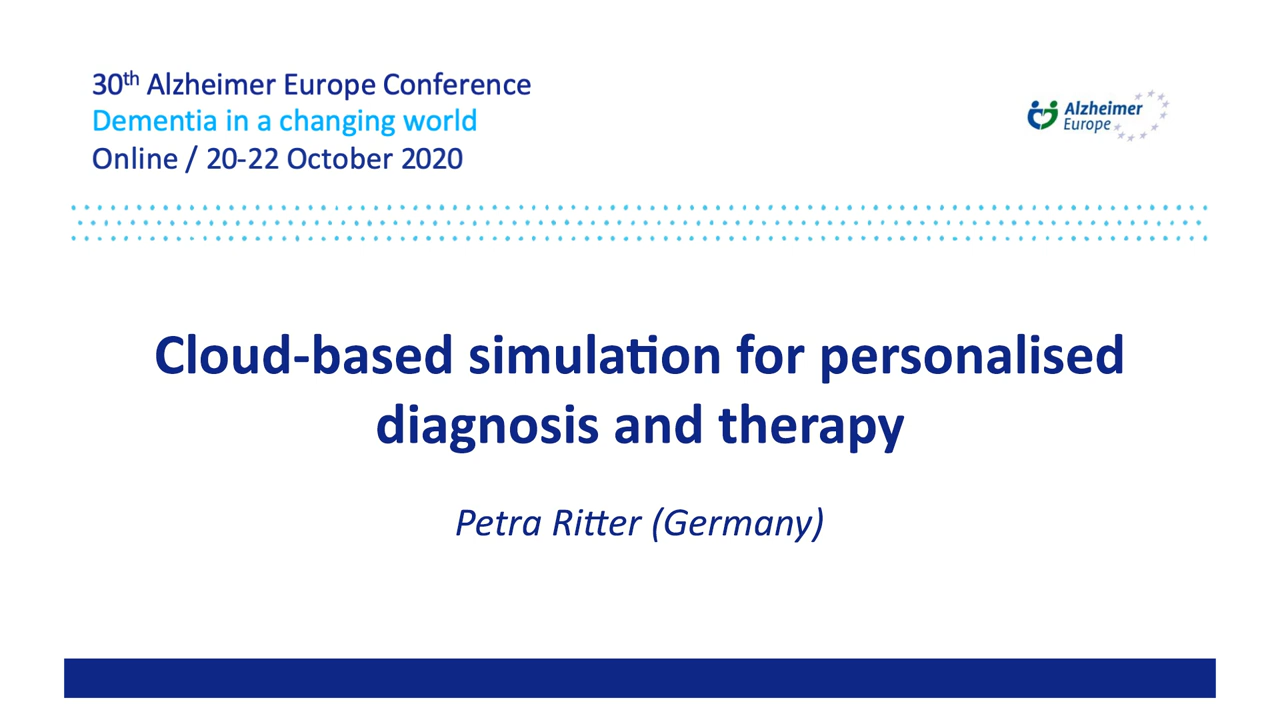 30th Alzheimer Europe Conference
Dementia in a changing world
Online / 20-22 October 2020
Alzheimer
Europe
Cloud-based simulation for personalised
diagnosis and therapy
Petra Ritter (Germany)